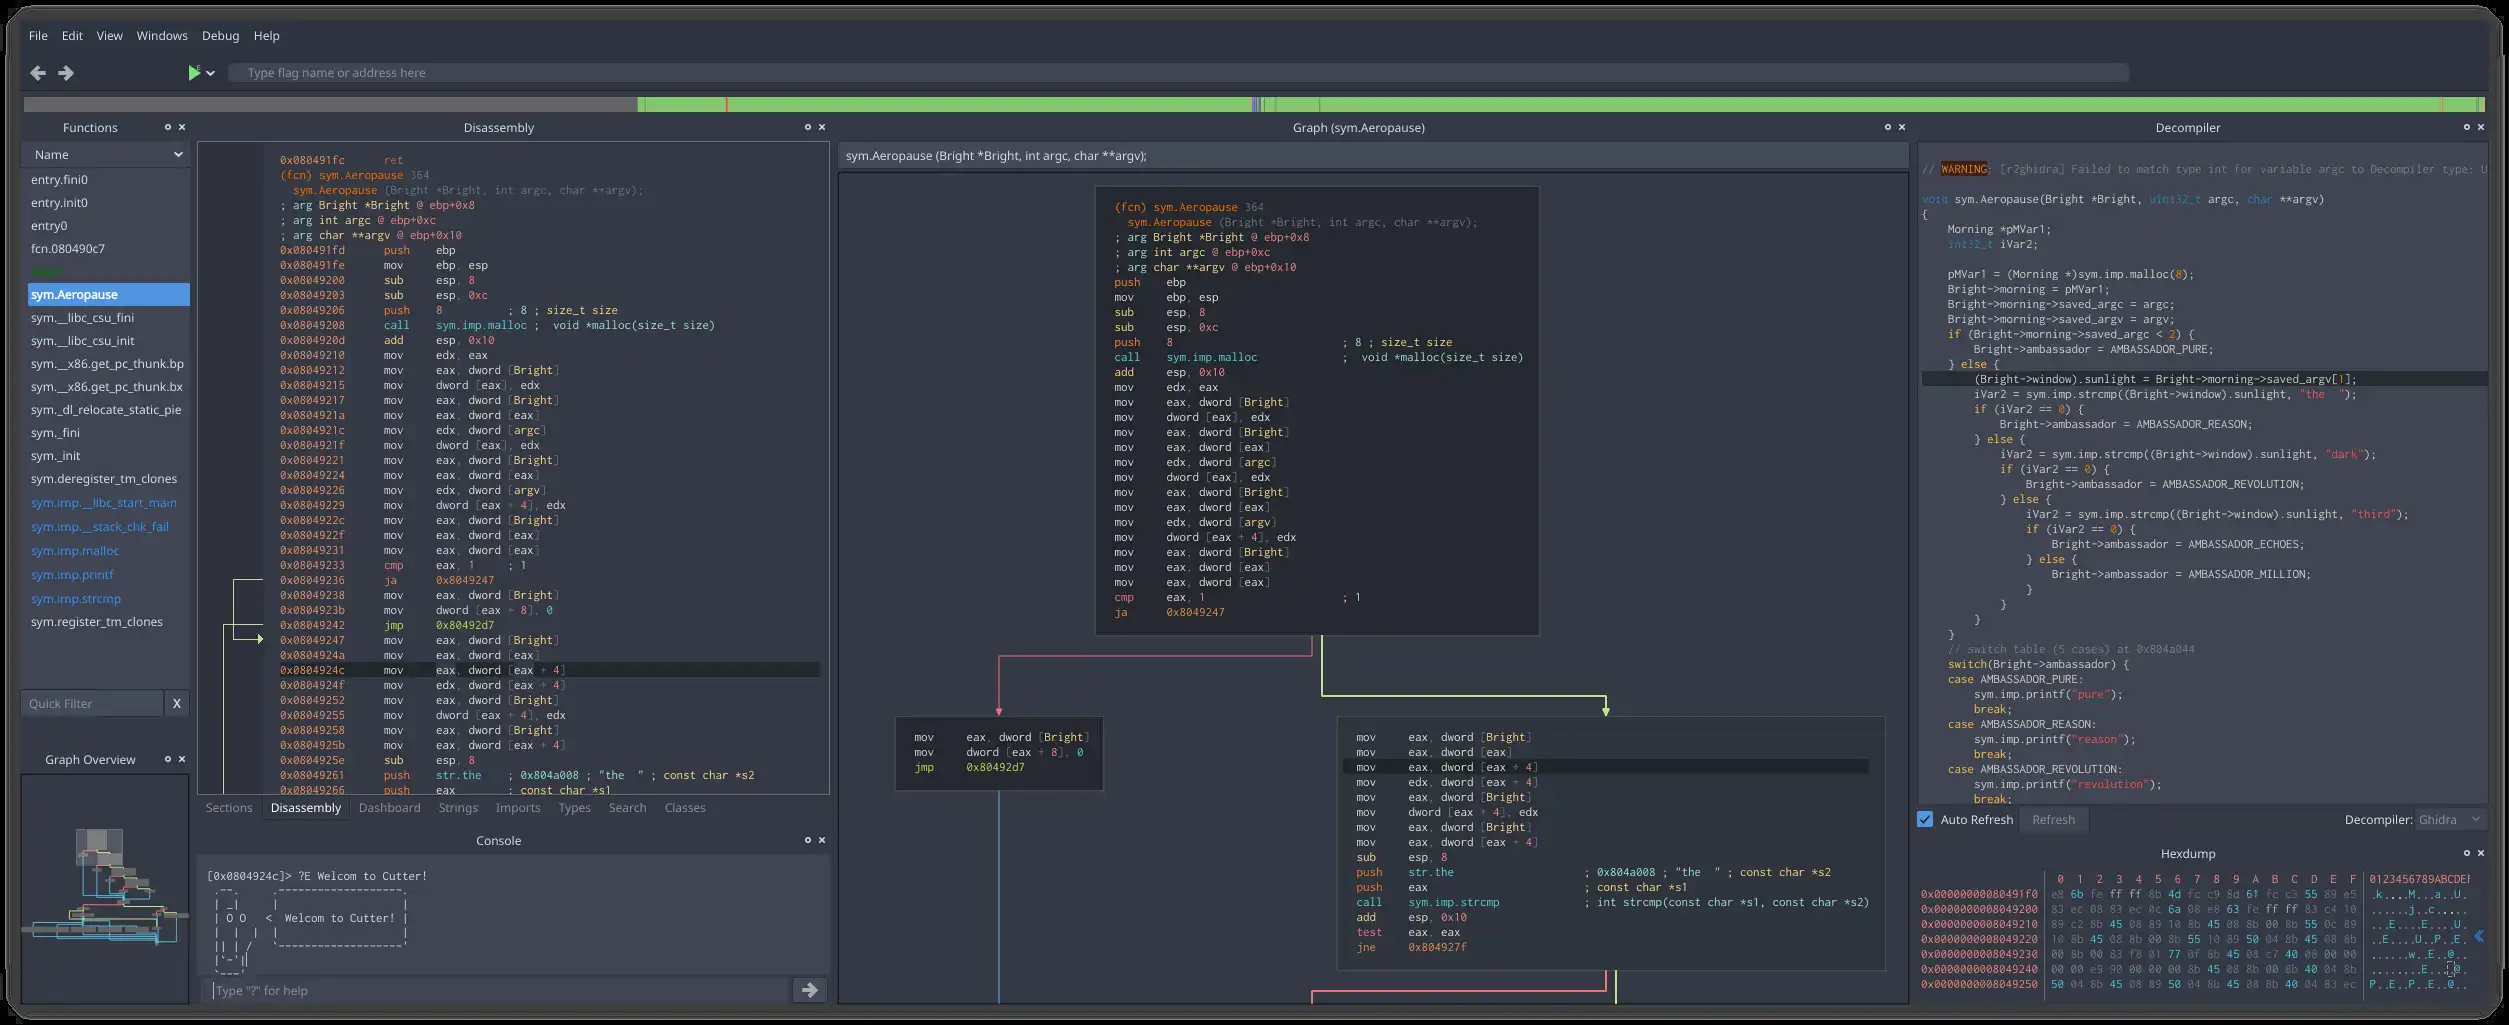 File Edit View Windows Debug Help
Type flag name or address here
Functions
Name
entry.fini0
entry.init0
entry0
fcn.080490c7
sym.Aeropause
sym.__libc_csu_fini
sym.__libc_csu_init
sym.__x86.get_pc_thunk.bp
sym.__x86.get_pc_thunk.bx
sym._dl_relocate_static_pie
sym._fini
sym._init
sym.deregister_tm_clones
sym.imp.__libc_start_main
sym.imp.__stack_chk_fail
sym.imp.malloc
sym.imp.printf
sym.imp.strcmp
sym.register_tm_clones
Quick Filter X
Graph Overview
Disassembly
0x080491fc ret
(fcn) sym.Aeropause 364
sym.Aeropause (Bright *Bright, int argc, char **argv);
; arg Bright *Bright @ ebp+0x8
; arg int argc @ ebp+0xc
; arg char **argv @ ebp+0x10
0x080491fd push ebp
0x080491fe mov ebp, esp
0x08049200 sub esp, 8
0x08049203 sub esp, 0xc
0x08049206 push 8 ; 8 ; size_t size
0x08049208 call sym.imp.malloc ; void *malloc(size_t size)
0x0804920d add esp, 0x10
0x08049210 mov edx, eax
0x08049212 mov eax, dword [Bright]
0x08049215 mov dword [eax], edx
0x08049217 mov eax, dword [Bright]
0x0804921a mov eax, dword [eax]
0x0804921c mov edx, dword [argc]
0x0804921f mov dword [eax], edx
0x08049221 mov eax, dword [Bright]
0x08049224 mov eax, dword [eax]
0x08049226 mov edx, dword [argv]
0x08049229 mov dword [eax + 4], edx
0x0804922c mov eax, dword [Bright]
0x0804922f mov eax, dword [eax]
0x08049231 mov eax, dword [eax]
0x08049233 cmp eax, 1 ; 1
0x08049236 ja 0x8049247
0x08049238 mov eax, dword [Bright]
0x0804923b mov dword [eax + 8], 0
0x08049242 jmp 0x80492d7
0x08049247 mov eax, dword [Bright]
0x0804924a mov eax, dword [eax]
0x0804924c mov eax, dword [eax + 4]
0x0804924f mov edx, dword [eax + 4]
0x08049252 mov eax, dword [Bright]
0x08049255 mov dword [eax + 4], edx
0x08049258 mov eax, dword [Bright]
0x0804925b mov eax, dword [eax + 4]
0x0804925e sub esp, 8
0x08049261 push str.the ; 0x804a008 ; "the  " ; const char *s2
0x08049266 push eax ; const char *s1
Sections Disassembly Dashboard Strings Imports Types Search Classes
Console
[0x0804924c]> ?E Welcom to Cutter!
.--. .-------------------.
| _| | |
| O O < Welcom to Cutter! |
| | | | |
|| | / `-------------------'
|`-'|
`---'
Type "?" for help
Graph (sym.Aeropause)
sym.Aeropause (Bright *Bright, int argc, char **argv);
(fcn) sym.Aeropause 364
sym.Aeropause (Bright *Bright, int argc, char **argv);
; arg Bright *Bright @ ebp+0x8
; arg int argc @ ebp+0xc
; arg char **argv @ ebp+0x10
push ebp
mov ebp, esp
sub esp, 8
sub esp, 0xc
push 8 ; 8 ; size_t size
call sym.imp.malloc ; void *malloc(size_t size)
add esp, 0x10
mov edx, eax
mov eax, dword [Bright]
mov dword [eax], edx
mov eax, dword [Bright]
mov eax, dword [eax]
mov edx, dword [argc]
mov dword [eax], edx
mov eax, dword [Bright]
mov eax, dword [eax]
mov edx, dword [argv]
mov dword [eax + 4], edx
mov eax, dword [Bright]
mov eax, dword [eax]
mov eax, dword [eax]
cmp eax, 1 ; 1
ja 0x8049247
mov eax, dword [Bright]
mov dword [eax + 8], 0
jmp 0x80492d7
mov eax, dword [Bright]
mov eax, dword [eax]
mov eax, dword [eax + 4]
mov edx, dword [eax + 4]
mov eax, dword [Bright]
mov dword [eax + 4], edx
mov eax, dword [Bright]
mov eax, dword [eax + 4]
sub esp, 8
push str.the ; 0x804a008 ; "the  " ; const char *s2
push eax ; const char *s1
call sym.imp.strcmp ; int strcmp(const char *s1, const char *s2)
add esp, 0x10
test eax, eax
jne 0x804927f
Decompiler
// WARNING: [r2ghidra] Failed to match type int for variable argc to Decompiler type: U
void sym.Aeropause(Bright *Bright, uint32_t argc, char **argv)
{
Morning *pMVar1;
int32_t iVar2;
pMVar1 = (Morning *)sym.imp.malloc(8);
Bright->morning = pMVar1;
Bright->morning->saved_argc = argc;
Bright->morning->saved_argv = argv;
if (Bright->morning->saved_argc < 2) {
Bright->ambassador = AMBASSADOR_PURE;
} else {
(Bright->window).sunlight = Bright->morning->saved_argv[1];
iVar2 = sym.imp.strcmp((Bright->window).sunlight, "the  ");
if (iVar2 == 0) {
Bright->ambassador = AMBASSADOR_REASON;
} else {
iVar2 = sym.imp.strcmp((Bright->window).sunlight, "dark");
if (iVar2 == 0) {
Bright->ambassador = AMBASSADOR_REVOLUTION;
} else {
iVar2 = sym.imp.strcmp((Bright->window).sunlight, "third");
if (iVar2 == 0) {
Bright->ambassador = AMBASSADOR_ECHOES;
} else {
Bright->ambassador = AMBASSADOR_MILLION;
}
}
}
}
// switch table (5 cases) at 0x804a044
switch(Bright->ambassador) {
case AMBASSADOR_PURE:
sym.imp.printf("pure");
break;
case AMBASSADOR_REASON:
sym.imp.printf("reason");
break;
case AMBASSADOR_REVOLUTION:
sym.imp.printf("revolution");
break;
Auto Refresh Refresh Decompiler: Ghidra
Hexdump
0 1 2 3 4 5 6 7 8 9 A B C D E F 0123456789ABCDEF
0x00000000080491f0 e8 6b fe ff ff 8b 4d fc c9 8d 61 fc c3 55 89 e5 .k....M...a..U..
0x0000000008049200 83 ec 08 83 ec 0c 6a 08 e8 63 fe ff ff 83 c4 10 ......j..c......
0x0000000008049210 89 c2 8b 45 08 89 10 8b 45 08 8b 00 8b 55 0c 89 ...E....E....U..
0x0000000008049220 10 8b 45 08 8b 00 8b 55 10 89 50 04 8b 45 08 8b ..E....U..P..E..
0x0000000008049230 00 8b 00 83 f8 01 77 0f 8b 45 08 c7 40 08 00 00 ......w..E..@...
0x0000000008049240 00 00 e9 90 00 00 00 8b 45 08 8b 00 8b 40 04 8b ........E....@..
0x0000000008049250 50 04 8b 45 08 89 50 04 8b 45 08 8b 40 04 83 ec P..E..P..E..@...